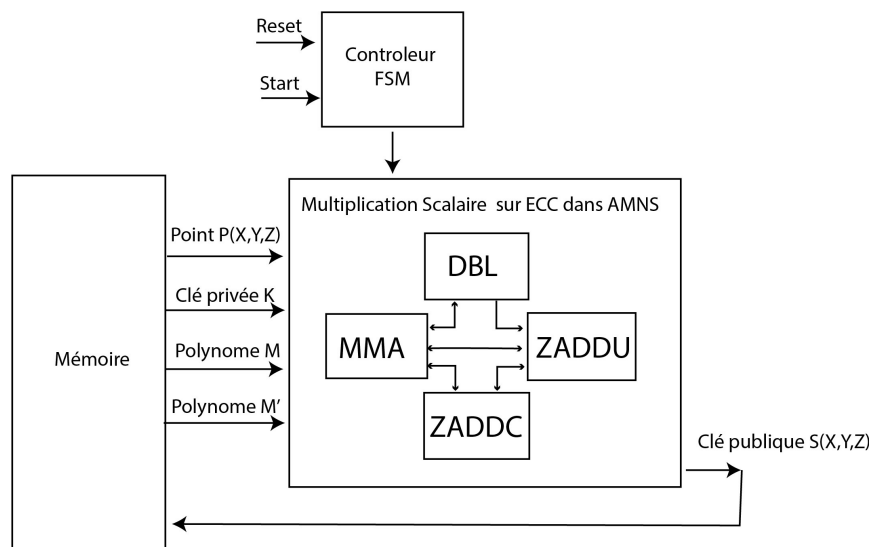 Reset
Start
Controleur
FSM
Multiplication Scalaire sur ECC dans AMNS
Point P(X,Y,Z)
Clé privée K
Polynome M
Polynome M'
Mémoire
DBL
MMA
ZADDU
ZADDC
Clé publique S(X,Y,Z)